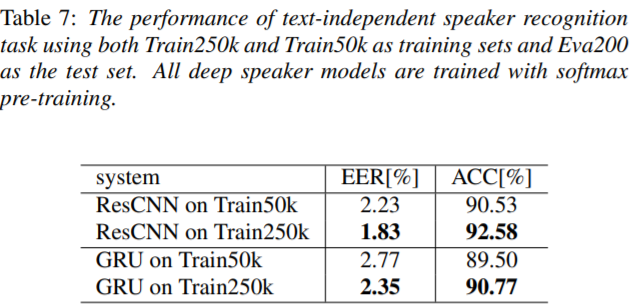 Table 7: The performance of text-independent speaker recognition
task using both Train250k and Train50k as training sets and Eva200
as the test set. All deep speaker models are trained with softmax
pre-training.
system EER[%] ACC[%]
ResCNN on Train50k 2.23 90.53
ResCNN on Train250k 1.83 92.58
GRU on Train50k 2.77 89.50
GRU on Train250k 2.35 90.77